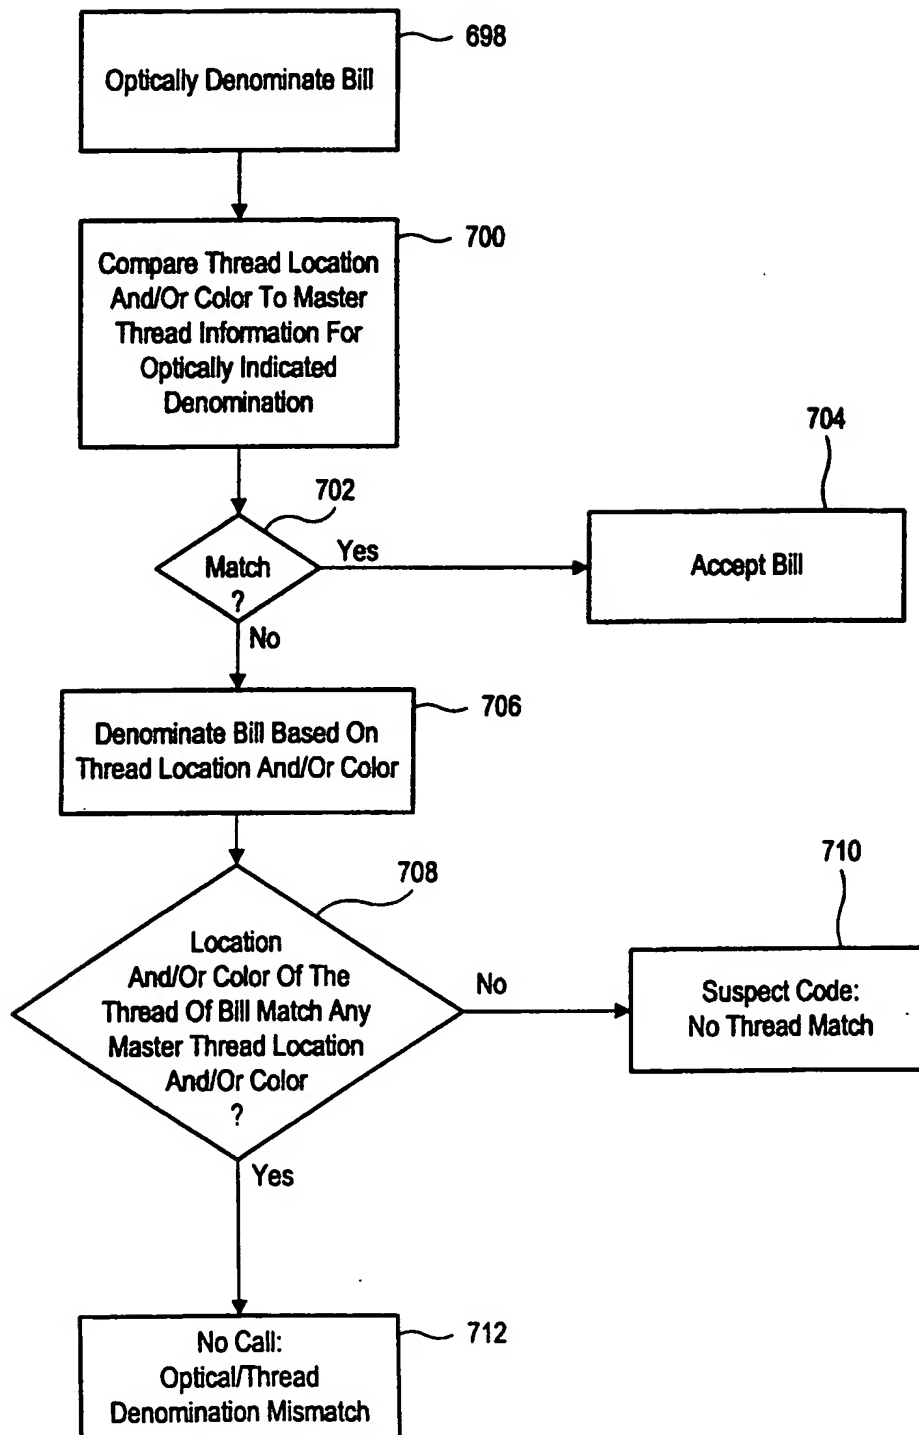 698
Optically Denominate Bill
700
Compare Thread Location
And/Or Color To Master
Thread Information For
Optically Indicated
Denomination
704
702
Match
?
Yes
Accept Bill
No
706
Denominate Bill Based On
Thread Location And/Or Color
710
708
Location
And/Or Color Of The
Thread Of Bill Match Any
Master Thread Location
And/Or Color
?
No
Suspect Code:
No Thread Match
Yes
712
No Call:
Optical/Thread
Denomination Mismatch